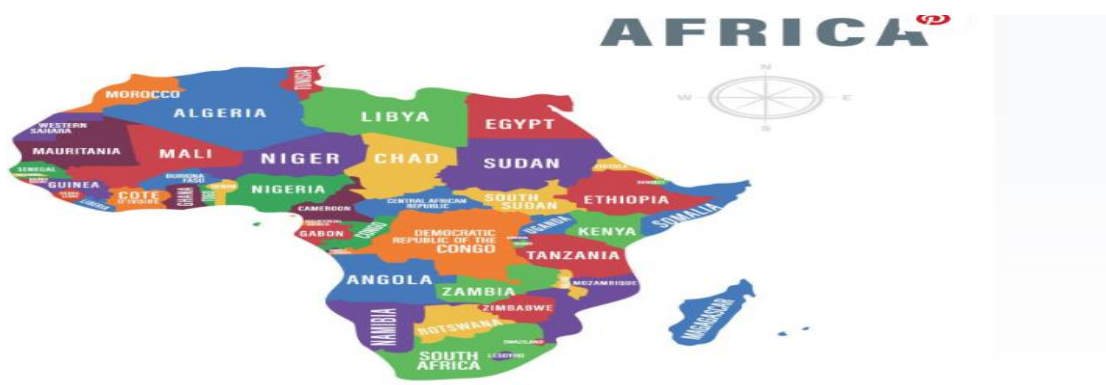 AFRICA
N
W
E
S
TUNISIA
MOROCCO
ALGERIA
LIBYA
EGYPT
WESTERN
SAHARA
MAURITANIA
MALI
NIGER
CHAD
SUDAN
SENEGAL
GUINEA
BURKINA
FASO
COTE
D'IVOIRE
LIBERIA
GHANA
NIGERIA
CAMEROON
CENTRAL AFRICAN
REPUBLIC
SOUTH
SUDAN
ETHIOPIA
SOMALIA
GABON
CONGO
DEMOCRATIC
REPUBLIC OF THE
CONGO
UGANDA
KENYA
TANZANIA
ANGOLA
ZAMBIA
MOZAMBIQUE
ZIMBABWE
NAMIBIA
BOTSWANA
MAGAGASCAR
SWAZILAND
SOUTH
AFRICA
LESOTHO